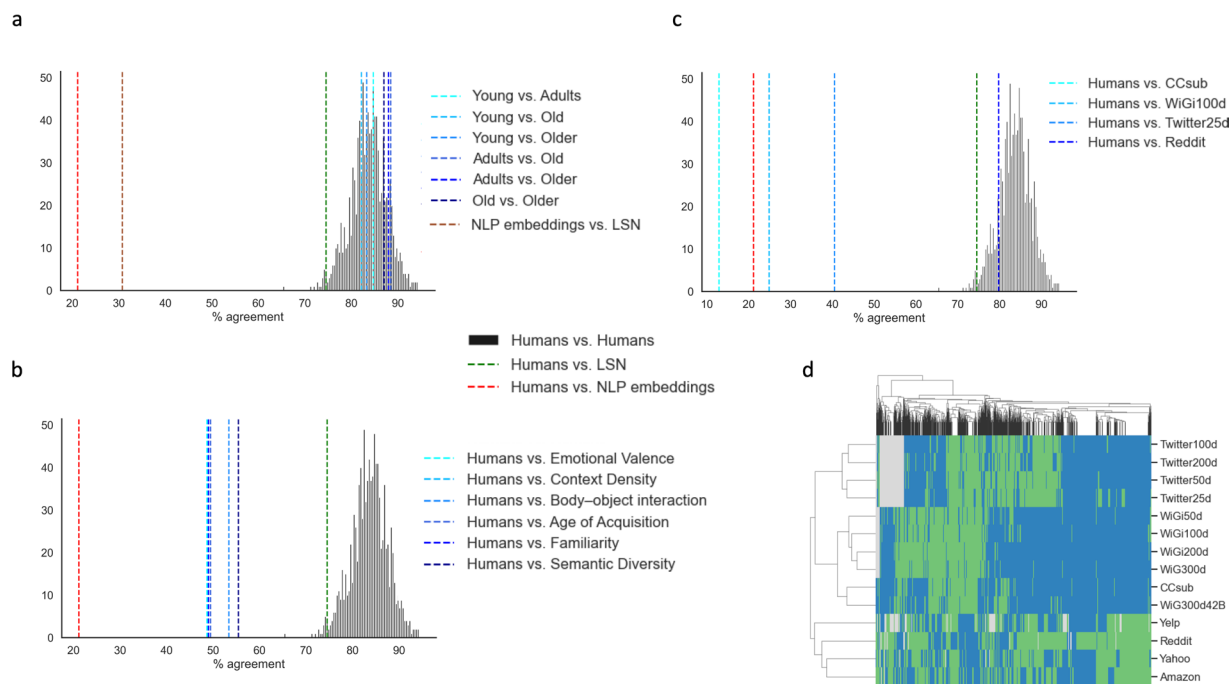 a
50
40
30
20
10
0
20 30 40 50 60 70 80 90
% agreement
Young vs. Adults
Young vs. Old
Young vs. Older
Adults vs. Old
Adults vs. Older
Old vs. Older
NLP embeddings vs. LSN
c
50
40
30
20
10
0
10 20 30 40 50 60 70 80 90
% agreement
Humans vs. CCsub
Humans vs. WiGi100d
Humans vs. Twitter25d
Humans vs. Reddit
Humans vs. Humans
Humans vs. LSN
Humans vs. NLP embeddings
b
50
40
30
20
10
0
20 30 40 50 60 70 80 90
% agreement
Humans vs. Emotional Valence
Humans vs. Context Density
Humans vs. Body–object interaction
Humans vs. Age of Acquisition
Humans vs. Familiarity
Humans vs. Semantic Diversity
d
Twitter100d
Twitter200d
Twitter50d
Twitter25d
WiGi50d
WiGi100d
WiGi200d
WiG300d
CCsub
WiG300d42B
Yelp
Reddit
Yahoo
Amazon